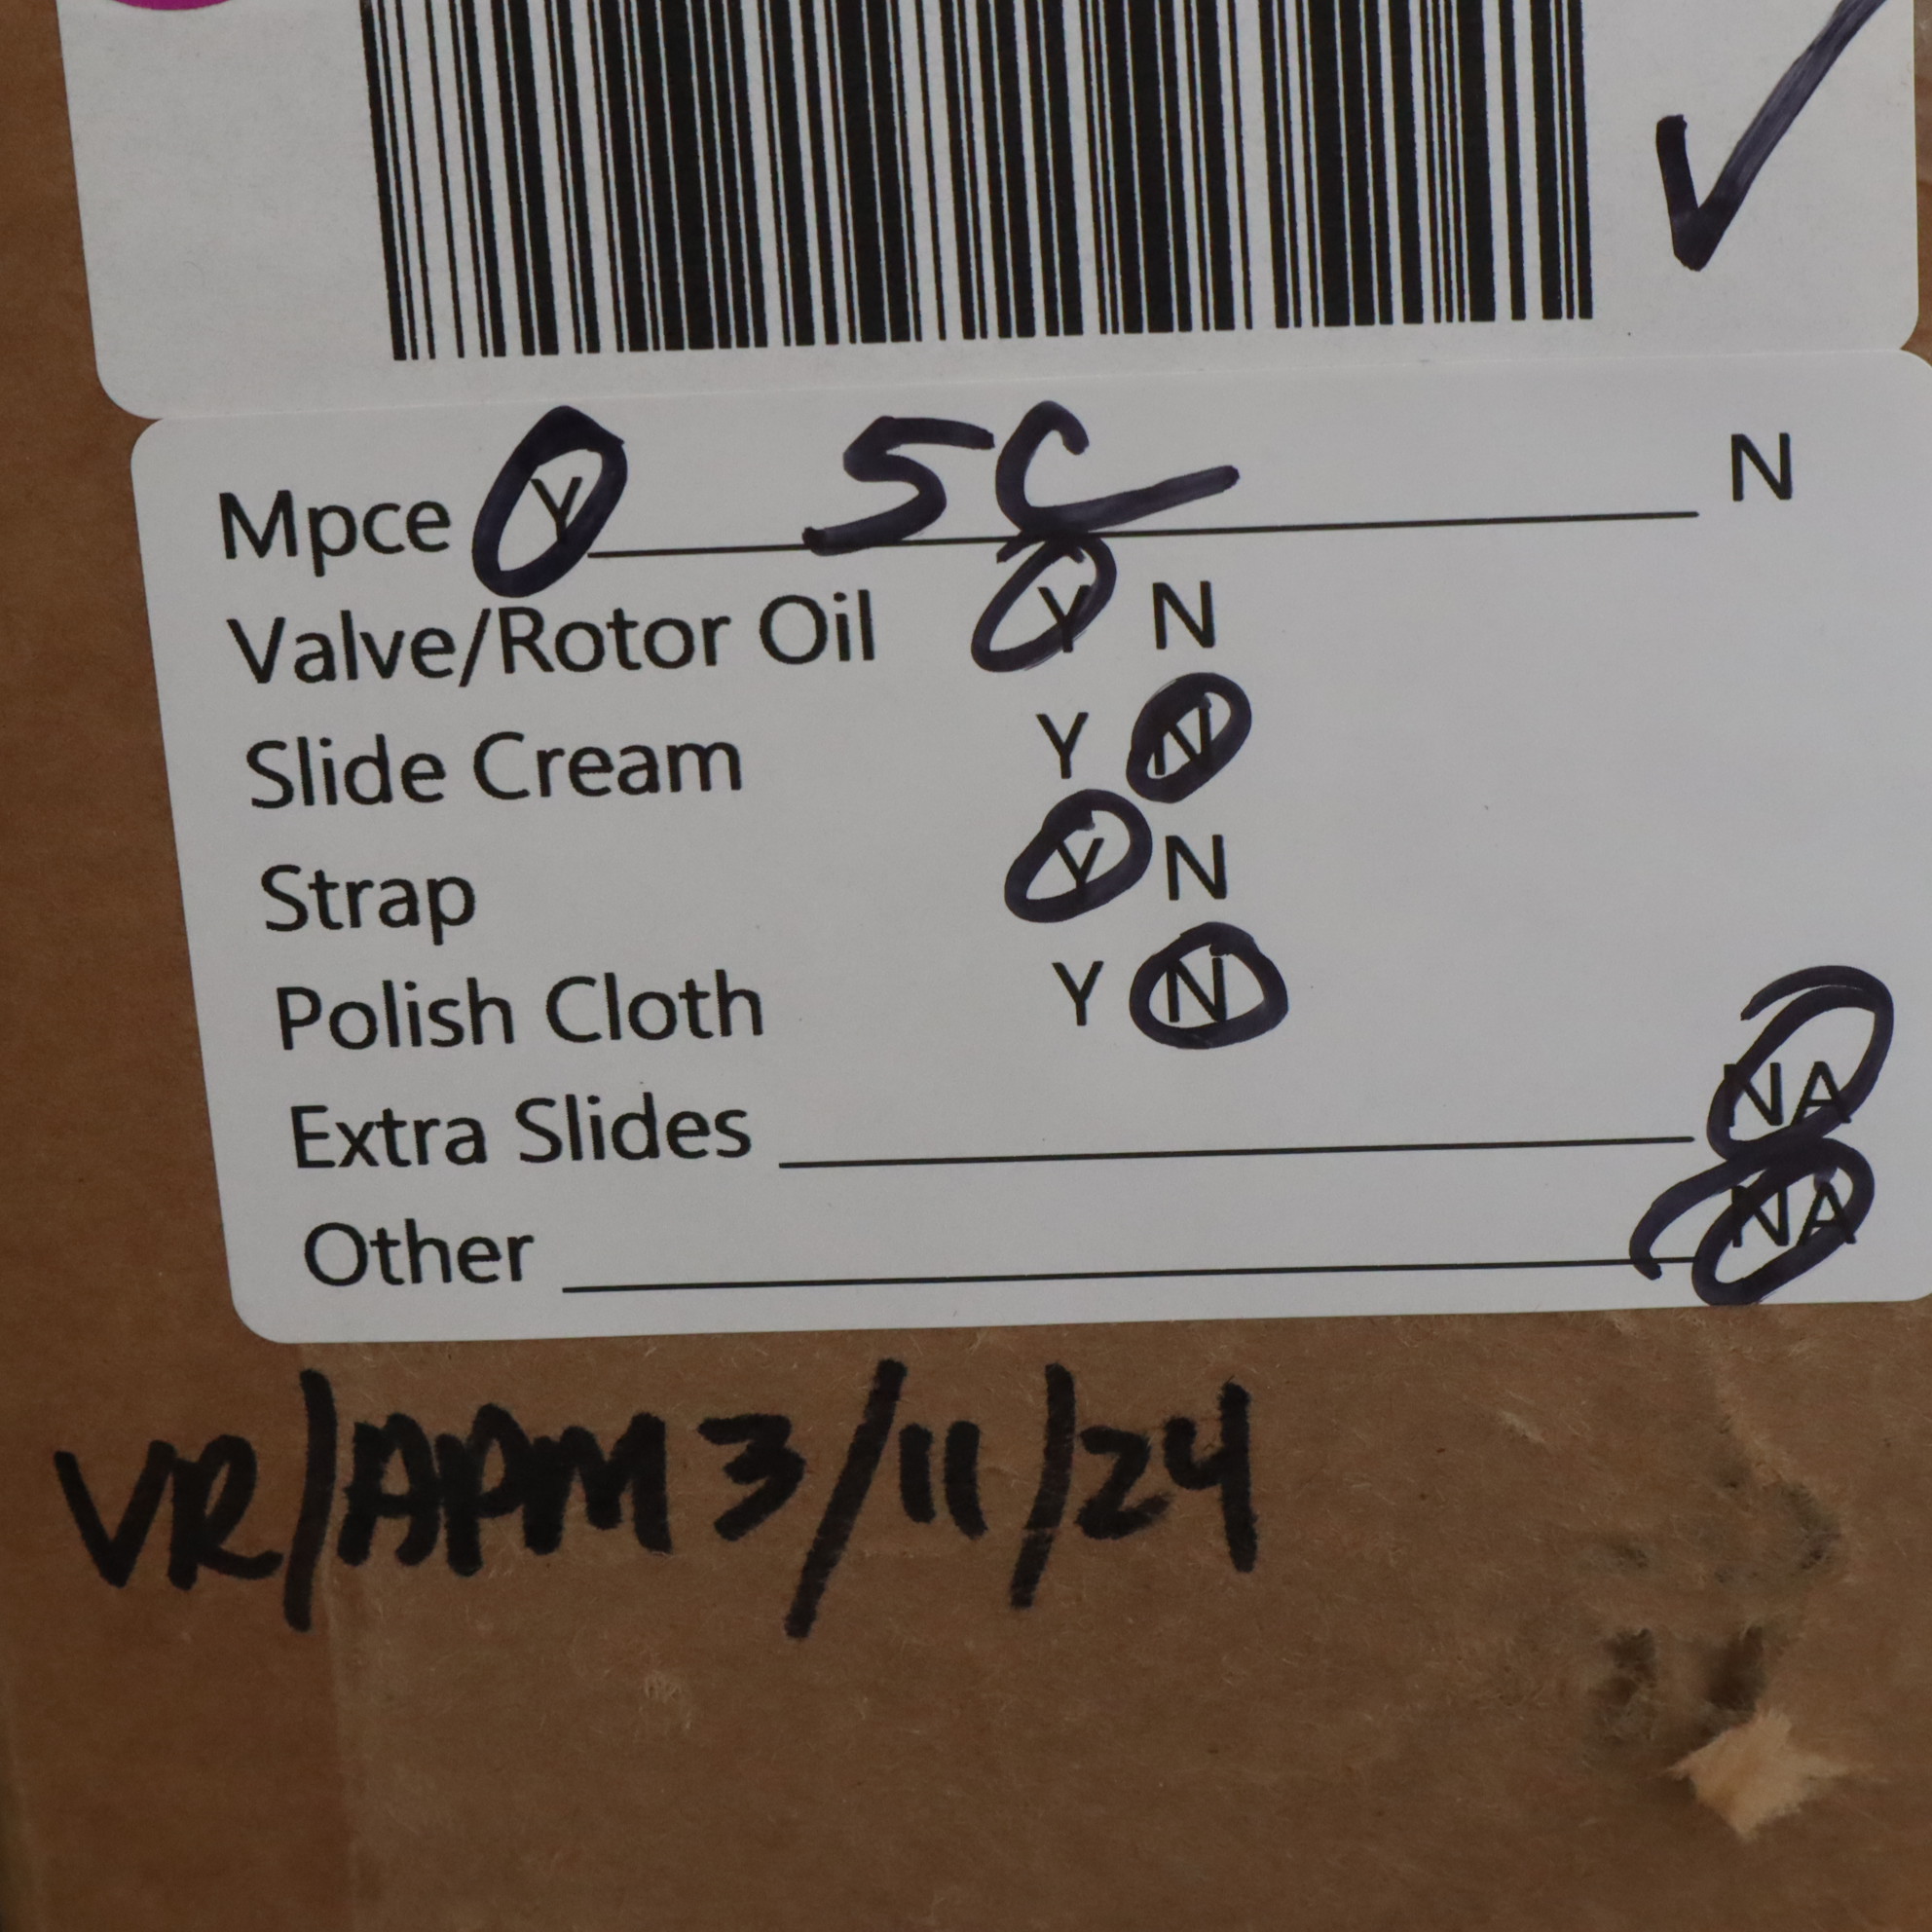 Mpce Y 5C N
Valve/Rotor Oil Y N
Slide Cream Y N
Strap Y N
Polish Cloth Y N
Extra Slides NA
Other NA
VR/APM 3/11/24